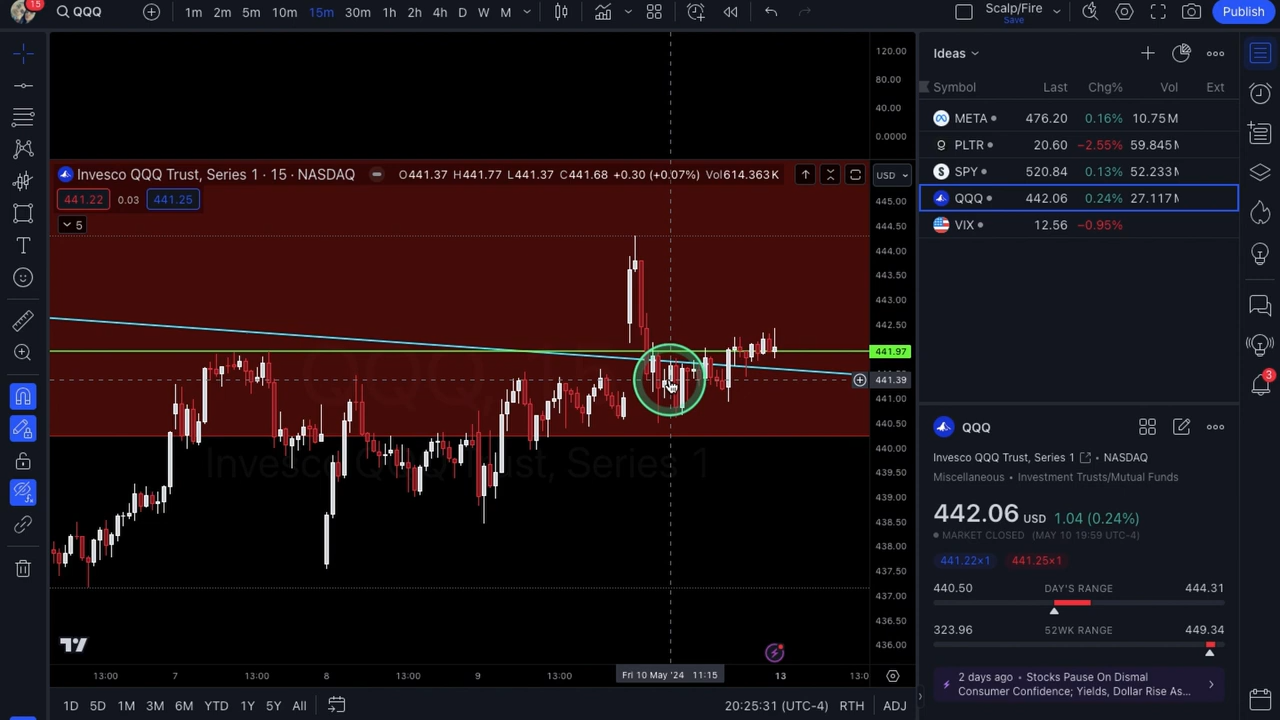 15
QQQ
1m 2m 5m 10m 15m 30m 1h 2h 4h D W M
Scalp/Fire
Save
Publish
Ideas
Symbol Last Chg% Vol Ext
META 476.20 0.16% 10.75M
PLTR 20.60 −2.55% 59.845M
SPY 520.84 0.13% 52.233M
QQQ 442.06 0.24% 27.117M
VIX 12.56 −0.95%
120.00
80.00
40.00
0.0000
Invesco QQQ Trust, Series 1 · 15 · NASDAQ O441.37 H441.77 L441.37 C441.68 +0.30 (+0.07%) Vol614.363K
USD
441.22 0.03 441.25
5
445.00
444.50
444.00
443.50
443.00
442.50
441.97
441.39
441.00
440.50
440.00
439.50
439.00
438.50
438.00
437.50
437.00
436.50
436.00
Invesco QQQ Trust, Series 1
13:00 7 13:00 8 13:00 9 13:00 Fri 10 May '24 11:15 13 13:0
1D 5D 1M 3M 6M YTD 1Y 5Y All
20:25:31 (UTC-4) RTH ADJ
3
QQQ
Invesco QQQ Trust, Series 1 • NASDAQ
Miscellaneous • Investment Trusts/Mutual Funds
442.06 USD 1.04 (0.24%)
MARKET CLOSED (MAY 10 19:59 UTC-4)
441.22×1 441.25×1
440.50 DAY'S RANGE 444.31
323.96 52WK RANGE 449.34
2 days ago • Stocks Pause On Dismal
Consumer Confidence; Yields, Dollar Rise As...